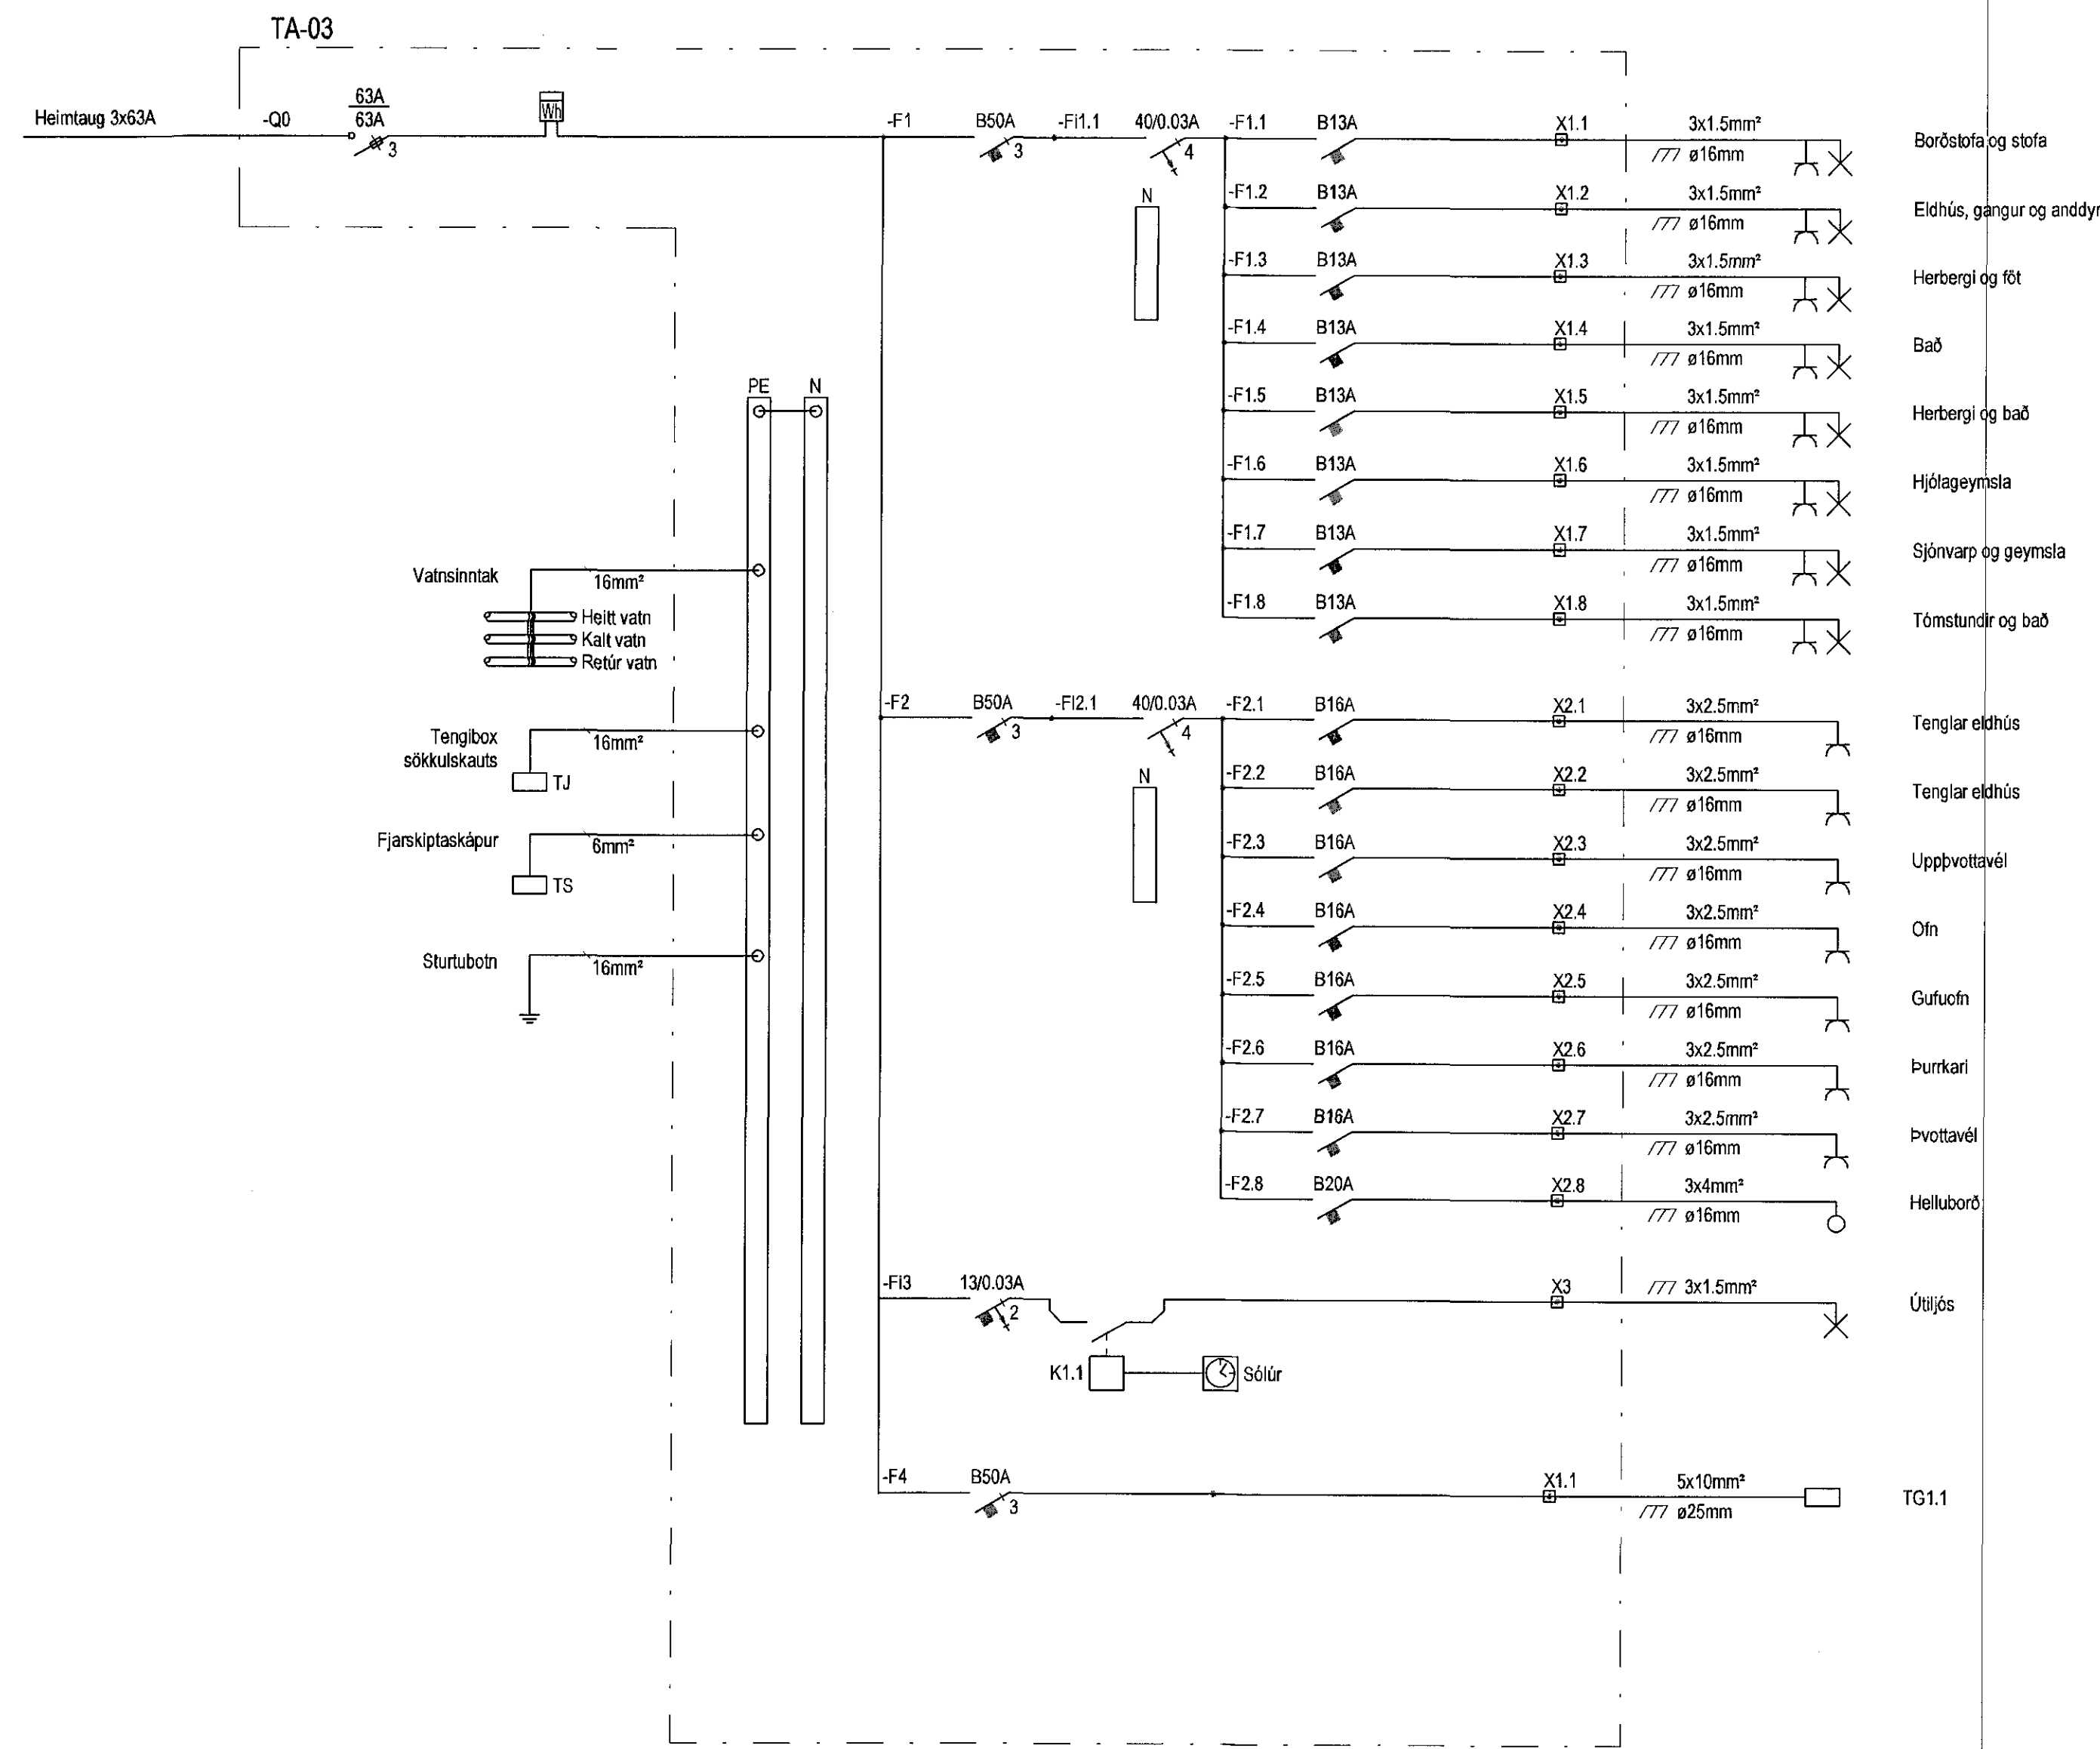 TA-03
Heimtaug 3x63A
-Q0
63A
63A
3
Wh
-F1
B50A
3
-Fi1.1
40/0.03A
4
N
-F1.1 B13A X1.1 3x1.5mm² Borðstofa og stofa
ø16mm
-F1.2 B13A X1.2 3x1.5mm² Eldhús, gangur og anddyr
ø16mm
-F1.3 B13A X1.3 3x1.5mm² Herbergi og föt
ø16mm
-F1.4 B13A X1.4 3x1.5mm² Bað
ø16mm
-F1.5 B13A X1.5 3x1.5mm² Herbergi og bað
ø16mm
-F1.6 B13A X1.6 3x1.5mm² Hjólageymsla
ø16mm
-F1.7 B13A X1.7 3x1.5mm² Sjónvarp og geymsla
ø16mm
-F1.8 B13A X1.8 3x1.5mm² Tómstundir og bað
ø16mm
PE N
Vatnsinntak
16mm²
Heitt vatn
Kalt vatn
Retúr vatn
Tengibox
sökkulskauts
16mm²
TJ
Fjarskiptaskápur
6mm²
TS
Sturtubotn
16mm²
-F2
B50A
3
-FI2.1
40/0.03A
4
N
-F2.1 B16A X2.1 3x2.5mm² Tenglar eldhús
ø16mm
-F2.2 B16A X2.2 3x2.5mm² Tenglar eldhús
ø16mm
-F2.3 B16A X2.3 3x2.5mm² Uppþvottavél
ø16mm
-F2.4 B16A X2.4 3x2.5mm² Ofn
ø16mm
-F2.5 B16A X2.5 3x2.5mm² Gufuofn
ø16mm
-F2.6 B16A X2.6 3x2.5mm² Þurrkari
ø16mm
-F2.7 B16A X2.7 3x2.5mm² Þvottavél
ø16mm
-F2.8 B20A X2.8 3x4mm² Helluborð
ø16mm
-Fi3 13/0.03A X3 3x1.5mm² Útiljós
2
K1.1
Sólúr
-F4 B50A X1.1 5x10mm² TG1.1
3
ø25mm